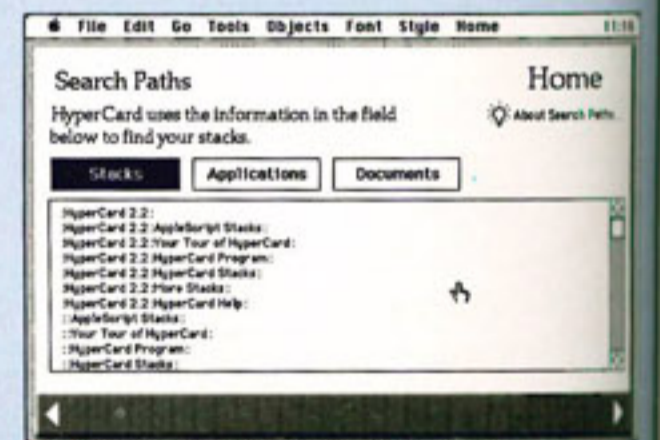 File Edit Go Tools Objects Font Style Home 11:16
Search Paths
Home
HyperCard uses the information in the field
below to find your stacks.
About Search Paths
Stacks Applications Documents
:HyperCard 2.2:
:HyperCard 2.2:AppleScript Stacks:
:HyperCard 2.2:Your Tour of HyperCard:
:HyperCard 2.2:HyperCard Program:
:HyperCard 2.2:HyperCard Stacks:
:HyperCard 2.2:More Stacks:
:HyperCard 2.2:HyperCard Help:
::AppleScript Stacks:
::Your Tour of HyperCard:
::HyperCard Program:
::HyperCard Stacks: